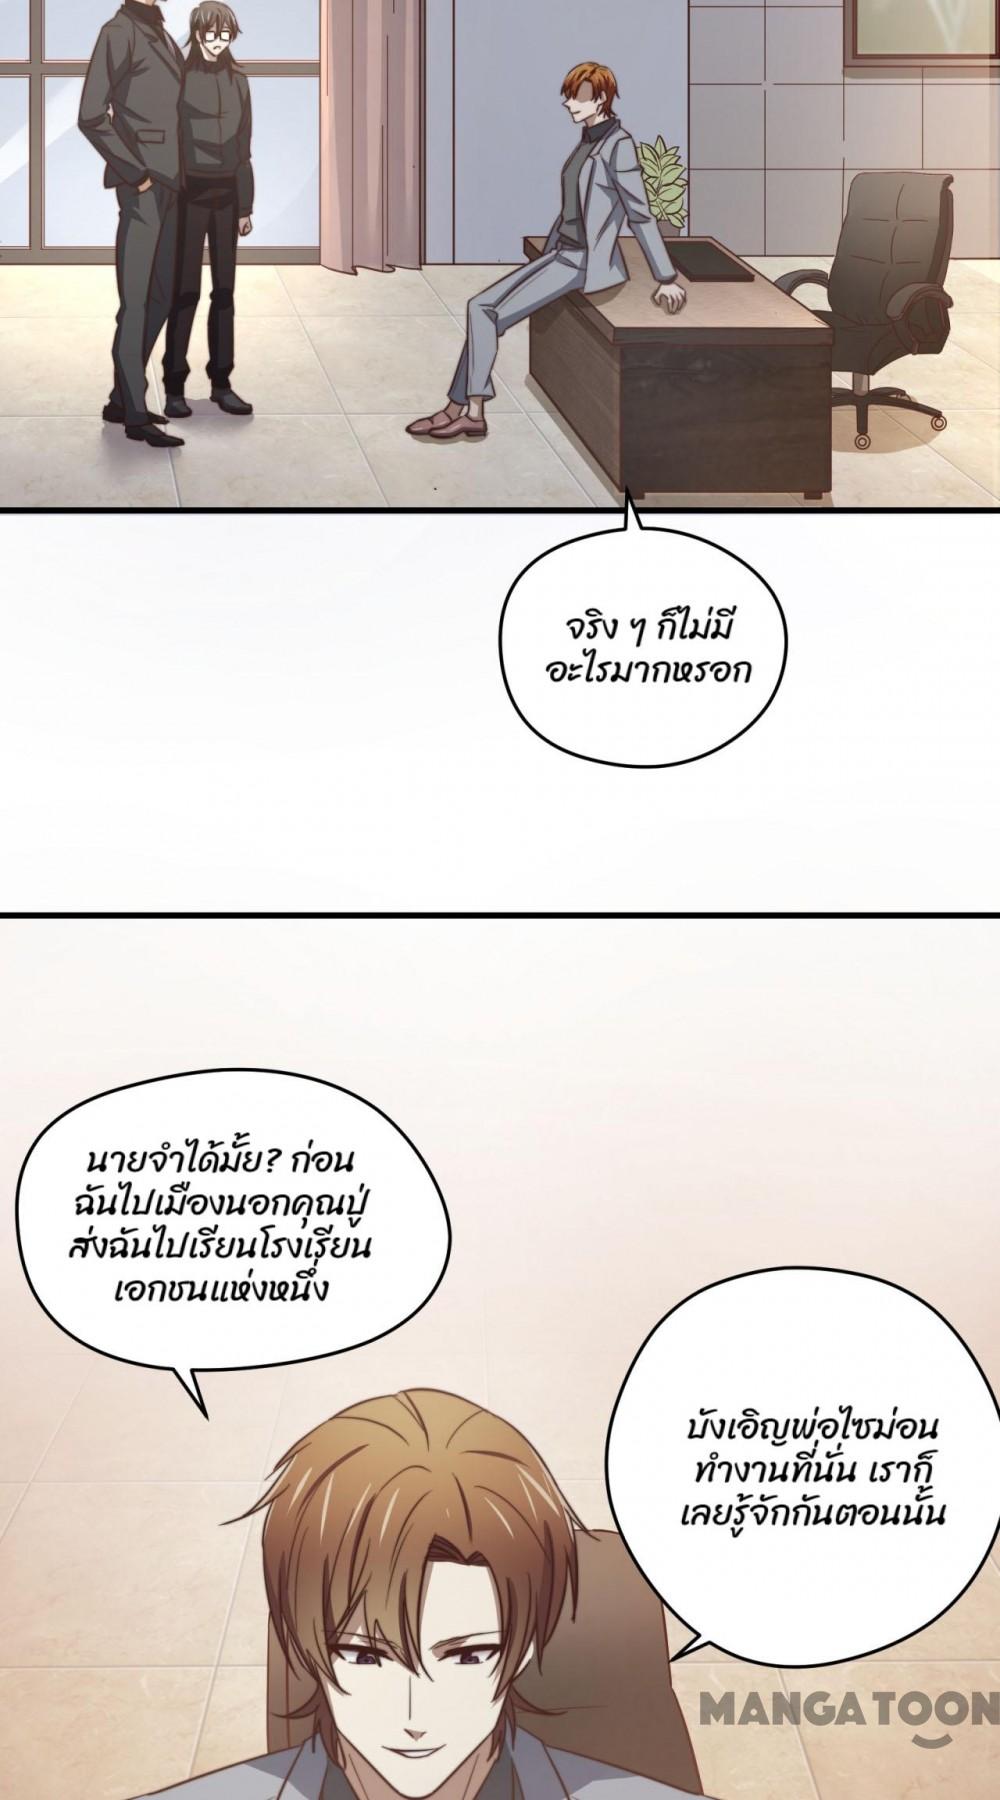 จริง ๆ ก็ไม่มี
อะไรมากหรอก
นายจำได้มั้ย? ก่อน
ฉันไปเมืองนอกคุณปู่
ส่งฉันไปเรียนโรงเรียน
เอกชนแห่งหนึ่ง
บังเอิญพ่อไซม่อน
ทำงานที่นั่น เราก็
เลยรู้จักกันตอนนั้น
MANGATOON